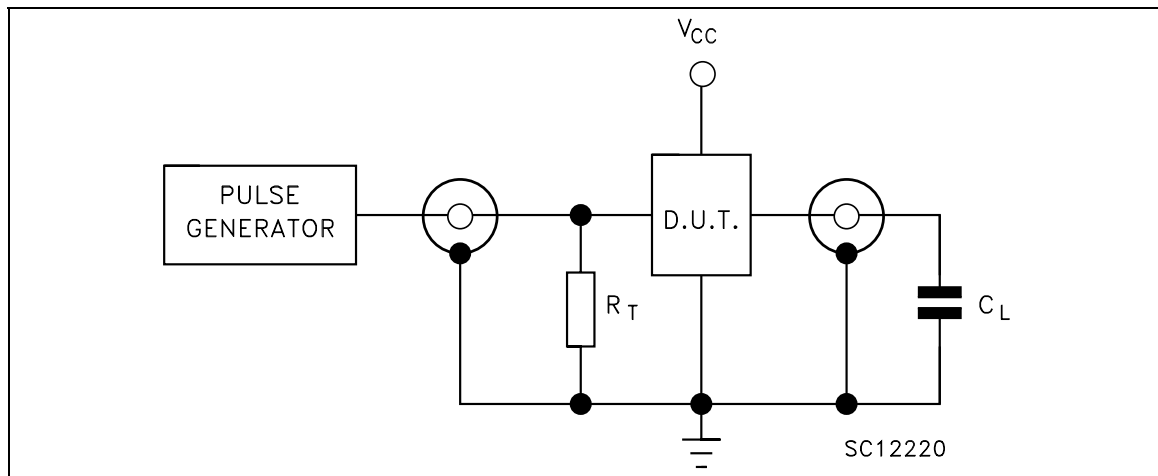 VCC
PULSE
GENERATOR
D.U.T.
RT
CL
SC12220